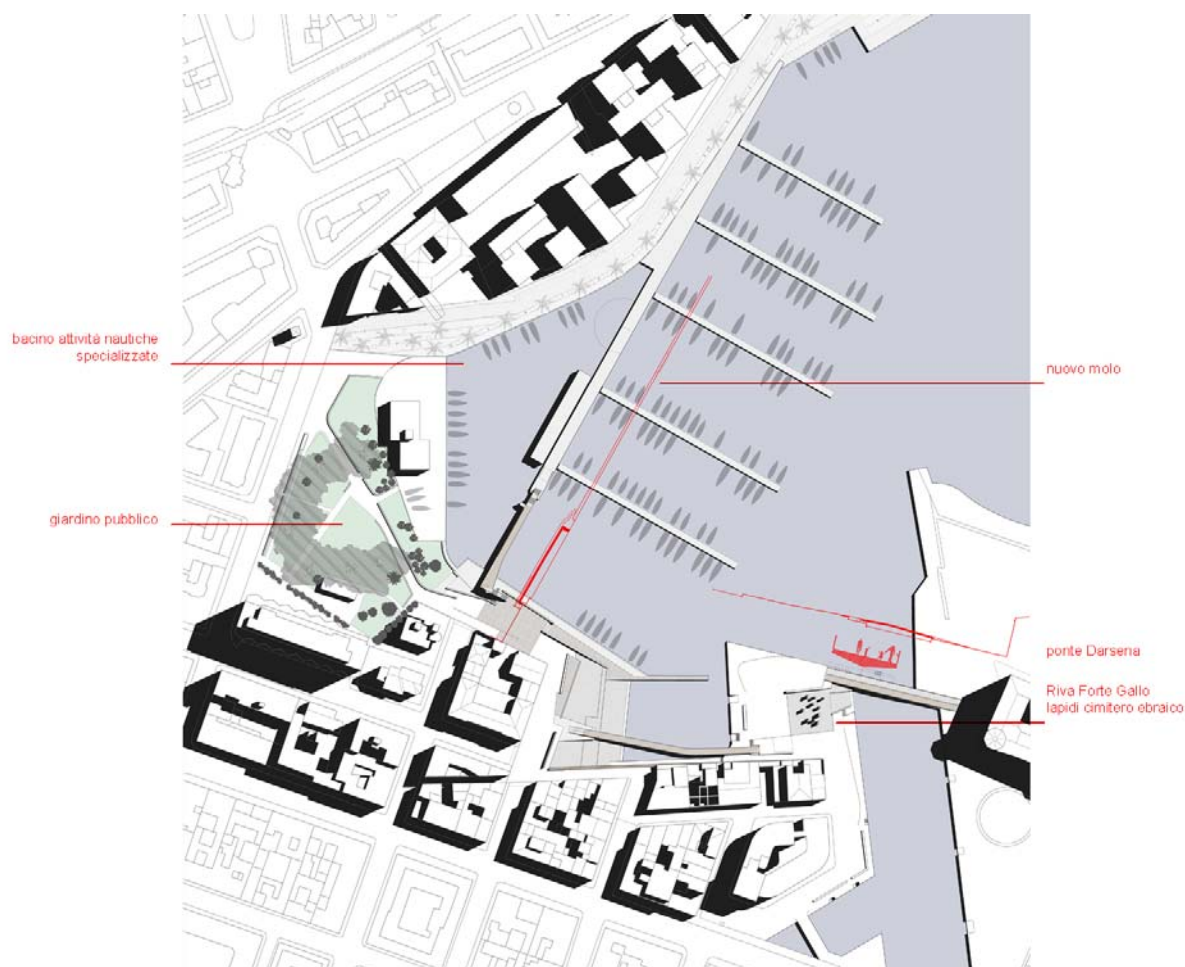 bacino attività nautiche
specializzate
nuovo molo
giardino pubblico
ponte Darsena
Riva Forte Gallo
lapidi cimitero ebraico